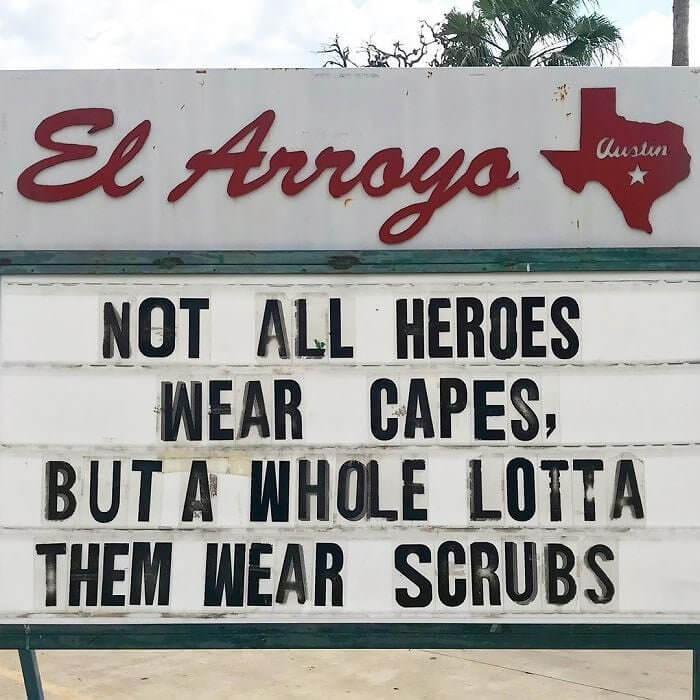 El Arroyo
Austin
NOT ALL HEROES
WEAR CAPES,
BUT A WHOLE LOTTA
THEM WEAR SCRUBS